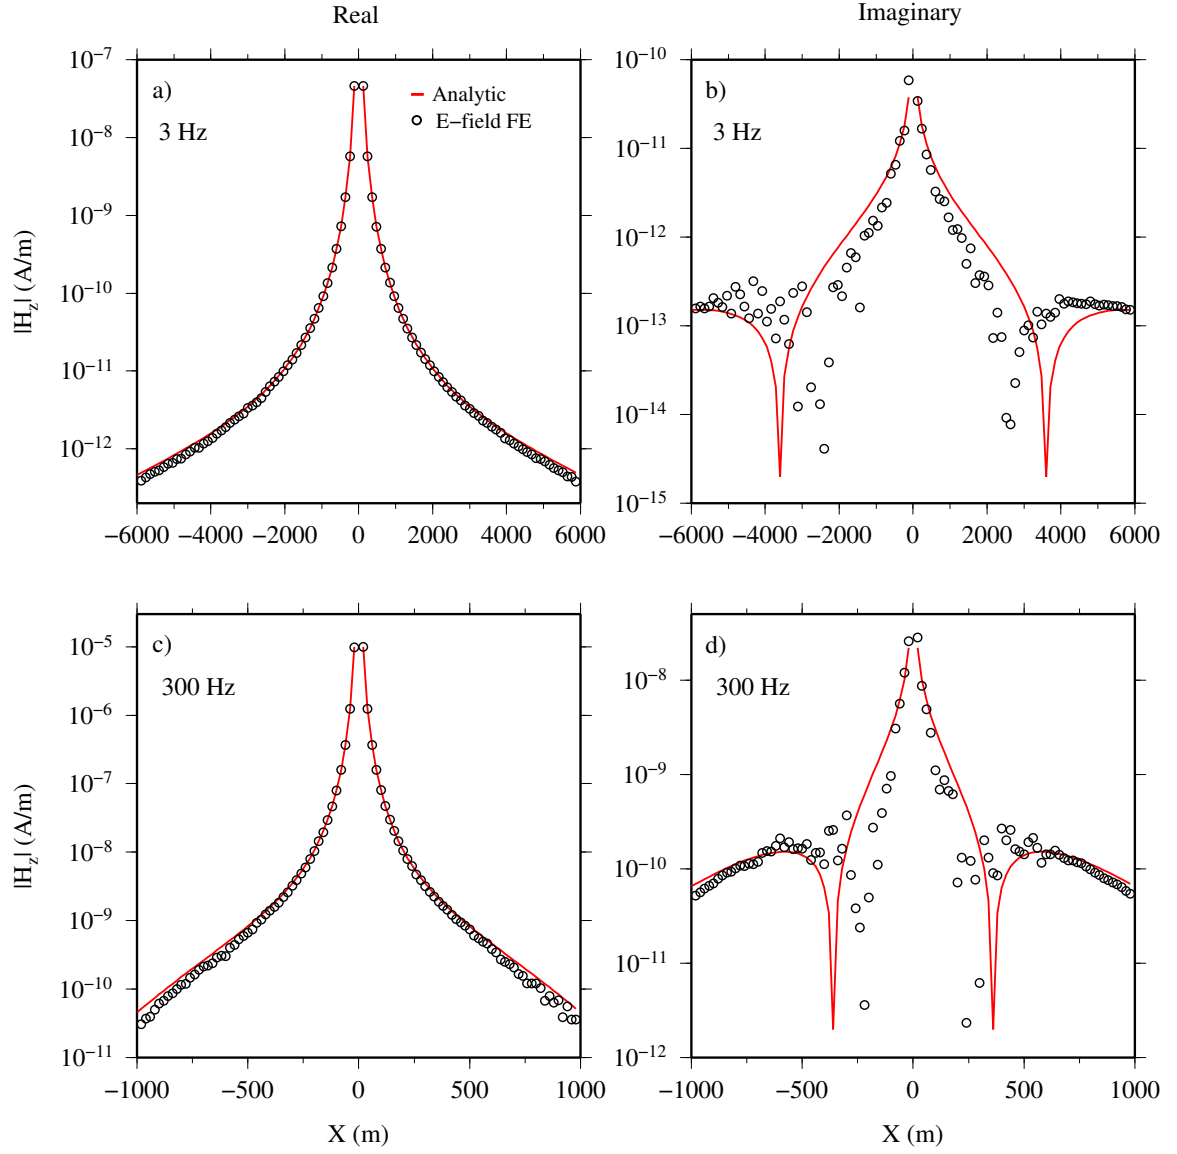 Real
Imaginary
a)
3 Hz
Analytic
E−field FE
|H_z| (A/m)
10⁻⁷
10⁻⁸
10⁻⁹
10⁻¹⁰
10⁻¹¹
10⁻¹²
−6000 −4000 −2000 0 2000 4000 6000
b)
3 Hz
10⁻¹⁰
10⁻¹¹
10⁻¹²
10⁻¹³
10⁻¹⁴
10⁻¹⁵
−6000 −4000 −2000 0 2000 4000 6000
c)
300 Hz
|H_z| (A/m)
10⁻⁵
10⁻⁶
10⁻⁷
10⁻⁸
10⁻⁹
10⁻¹⁰
10⁻¹¹
−1000 −500 0 500 1000
X (m)
d)
300 Hz
10⁻⁸
10⁻⁹
10⁻¹⁰
10⁻¹¹
10⁻¹²
−1000 −500 0 500 1000
X (m)